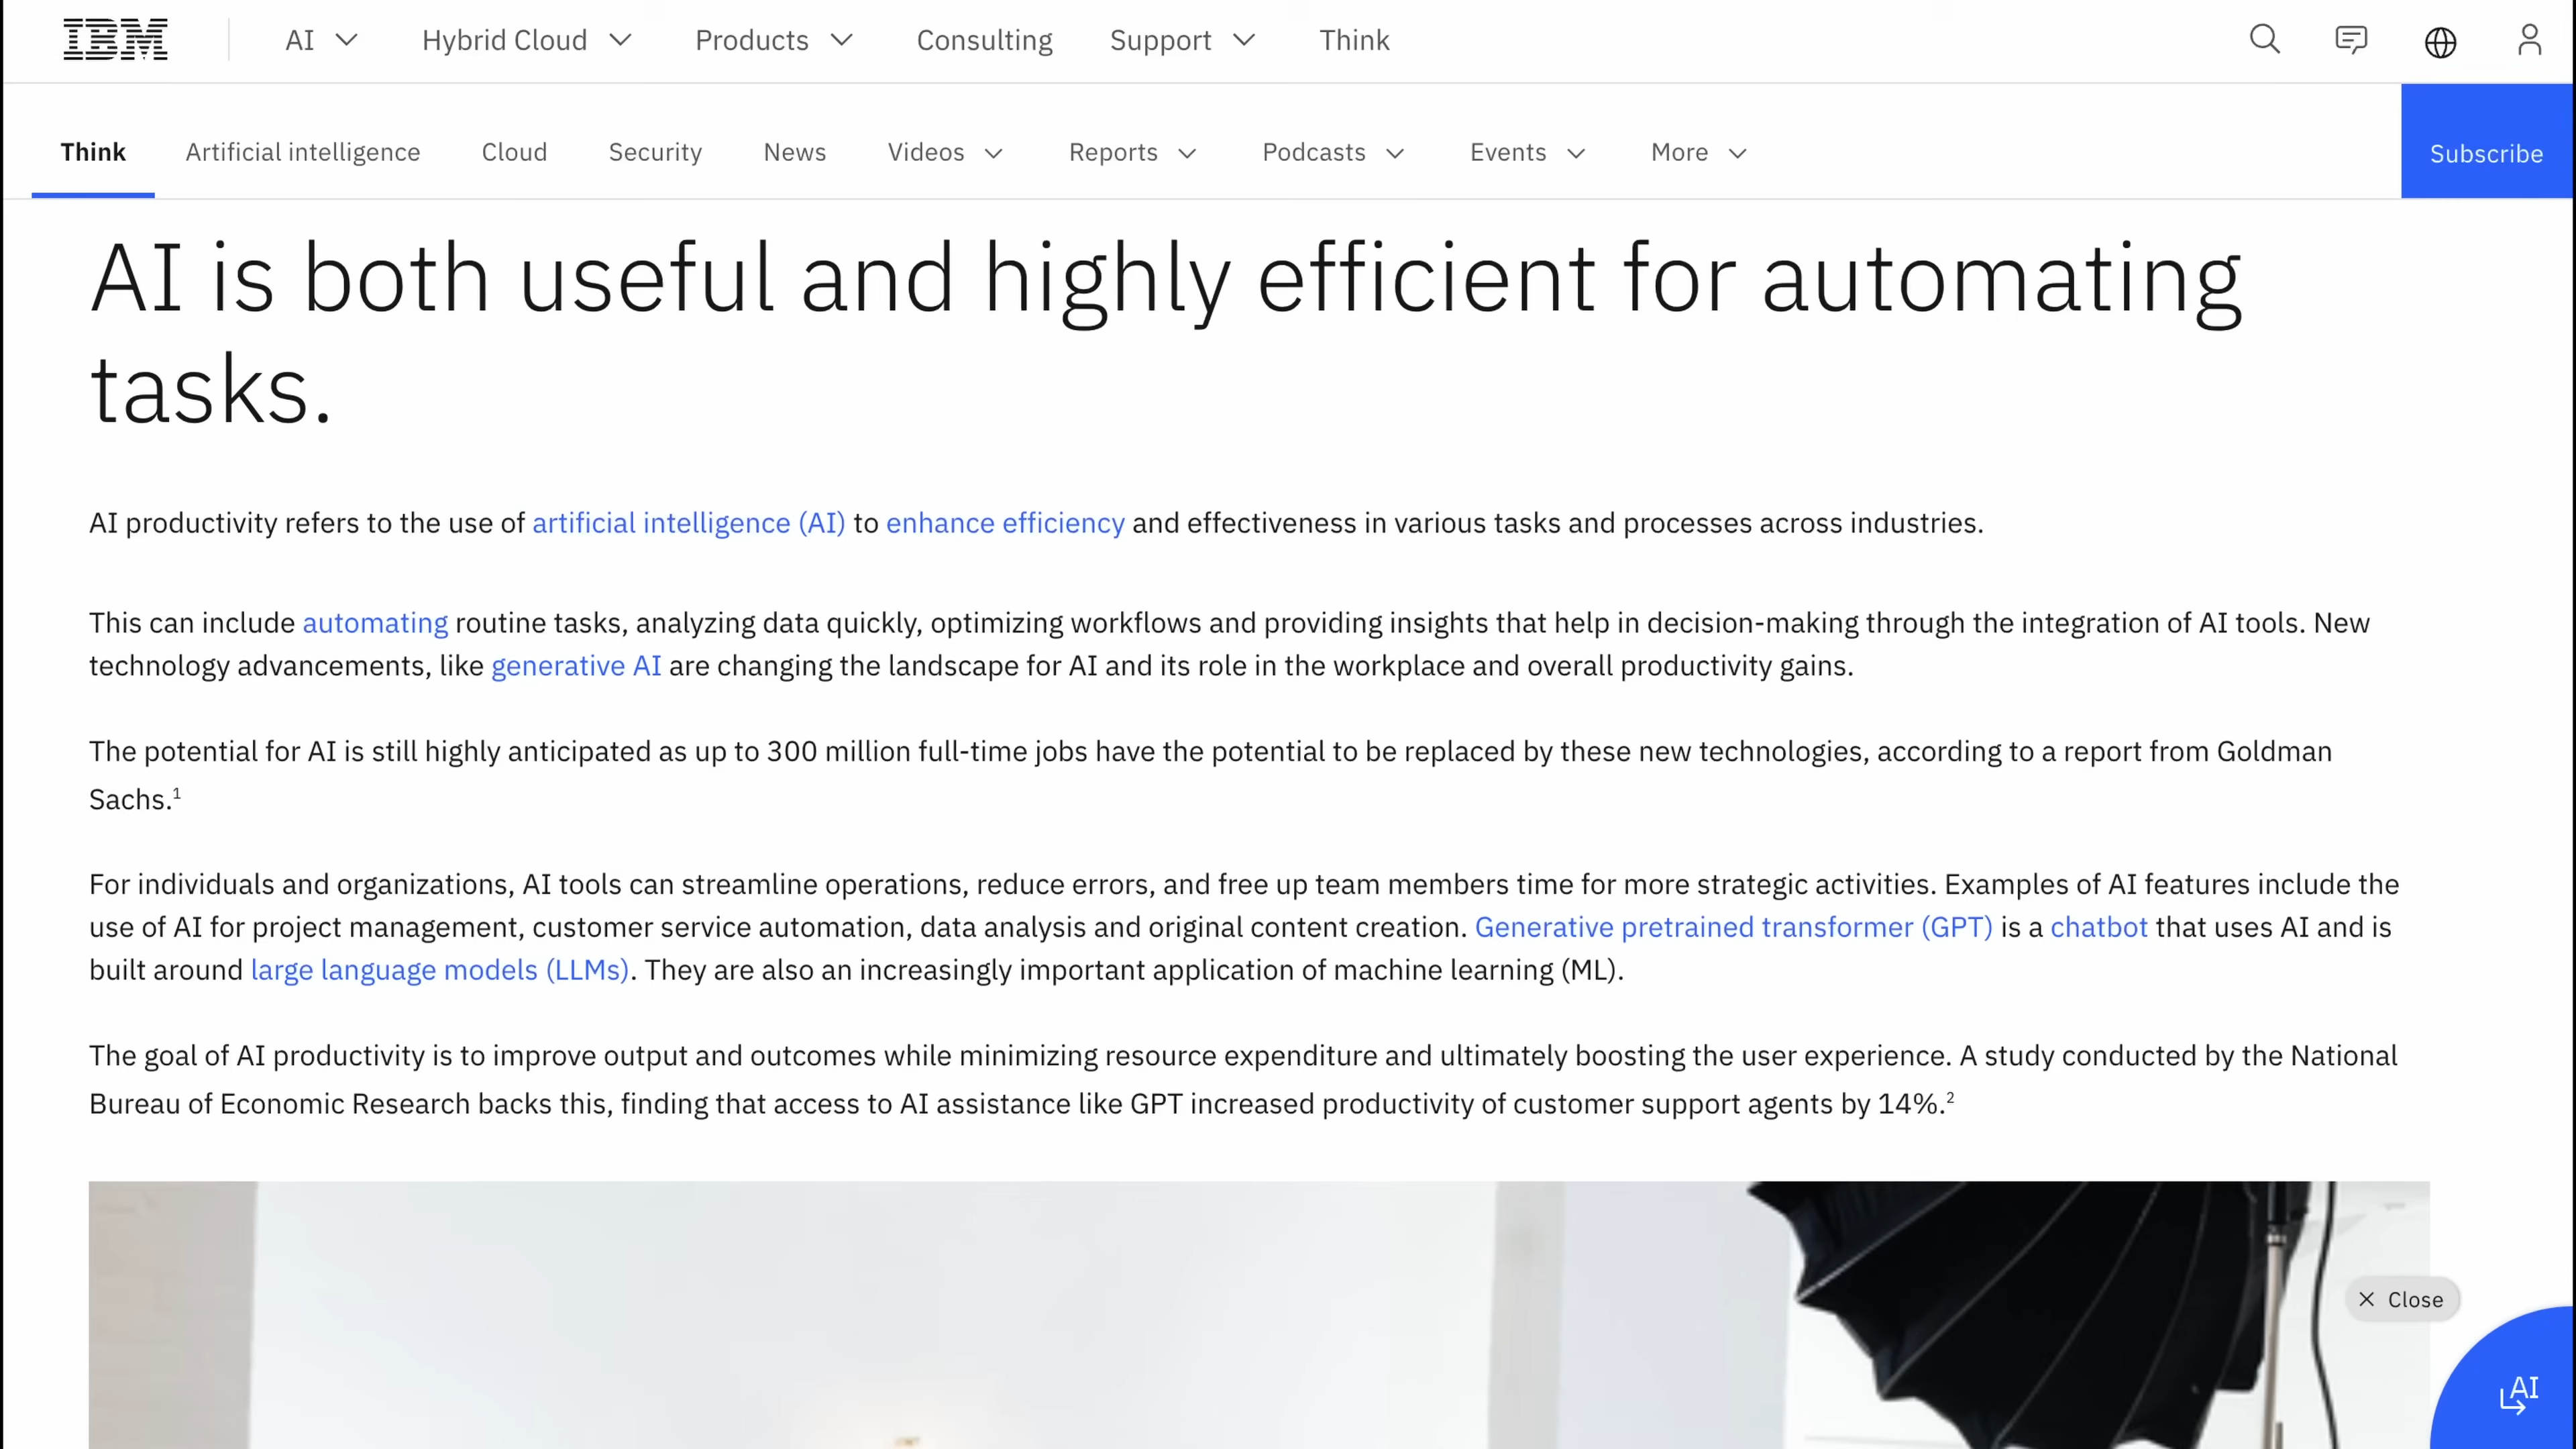 IBM
AI
Hybrid Cloud
Products
Consulting
Support
Think
Think
Artificial intelligence
Cloud
Security
News
Videos
Reports
Podcasts
Events
More
Subscribe
AI is both useful and highly efficient for automating
tasks.
AI productivity refers to the use of artificial intelligence (AI) to enhance efficiency and effectiveness in various tasks and processes across industries.
This can include automating routine tasks, analyzing data quickly, optimizing workflows and providing insights that help in decision-making through the integration of AI tools. New
technology advancements, like generative AI are changing the landscape for AI and its role in the workplace and overall productivity gains.
The potential for AI is still highly anticipated as up to 300 million full-time jobs have the potential to be replaced by these new technologies, according to a report from Goldman
Sachs.¹
For individuals and organizations, AI tools can streamline operations, reduce errors, and free up team members time for more strategic activities. Examples of AI features include the
use of AI for project management, customer service automation, data analysis and original content creation. Generative pretrained transformer (GPT) is a chatbot that uses AI and is
built around large language models (LLMs). They are also an increasingly important application of machine learning (ML).
The goal of AI productivity is to improve output and outcomes while minimizing resource expenditure and ultimately boosting the user experience. A study conducted by the National
Bureau of Economic Research backs this, finding that access to AI assistance like GPT increased productivity of customer support agents by 14%.²
Close
AI